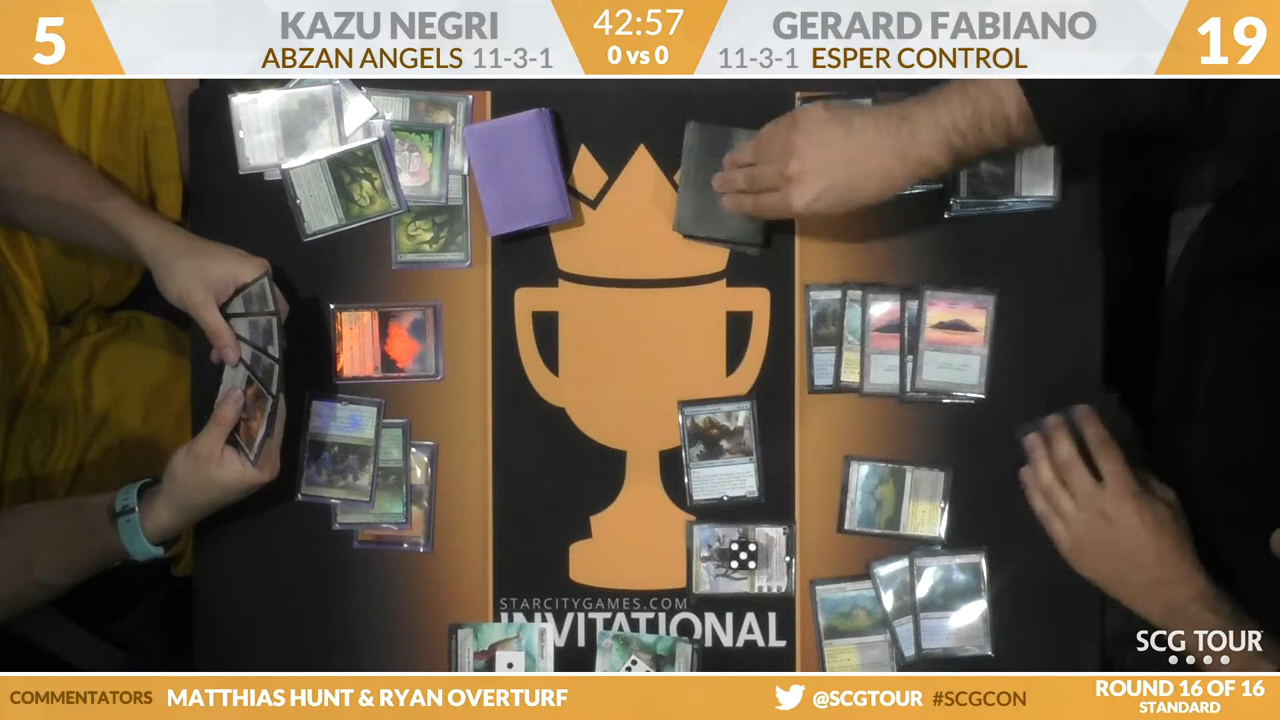 5
KAZU NEGRI
ABZAN ANGELS 11-3-1
42:57
0 vs 0
GERARD FABIANO
11-3-1 ESPER CONTROL
19
STARCITYGAMES.COM
INVITATIONAL
SCG TOUR
COMMENTATORS MATTHIAS HUNT & RYAN OVERTURF
@SCGTOUR #SCGCON
ROUND 16 OF 16
STANDARD